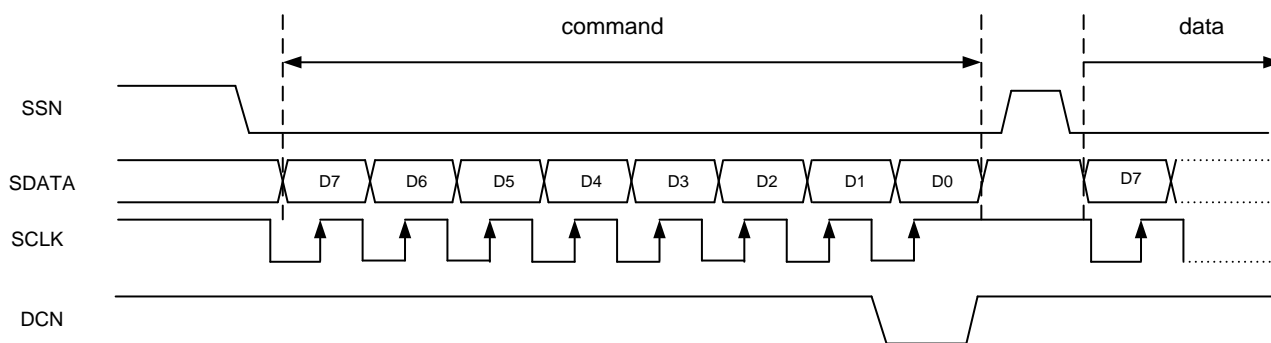 command data
SSN
SDATA D7 D6 D5 D4 D3 D2 D1 D0 D7
SCLK
DCN